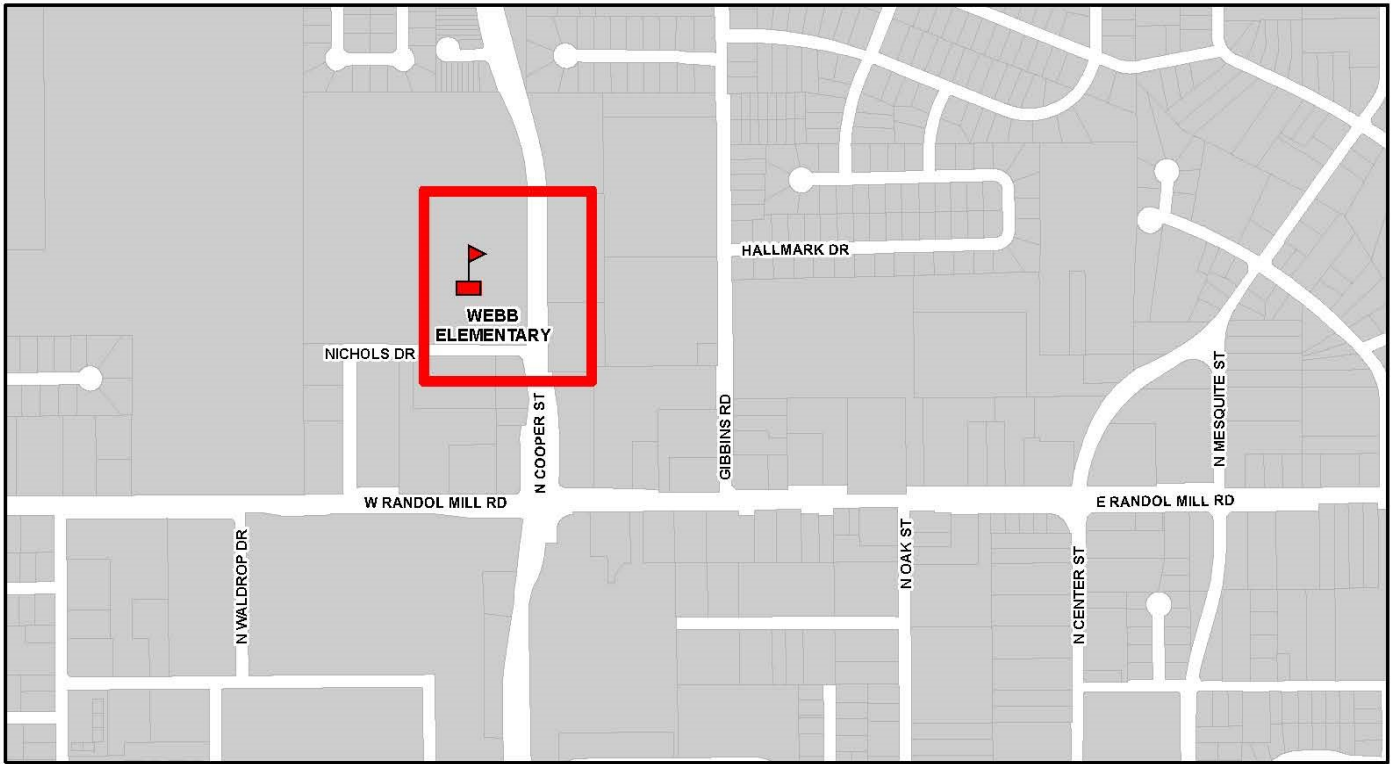 HALLMARK DR
WEBB
ELEMENTARY
NICHOLS DR
N COOPER ST
GIBBINS RD
N MESQUITE ST
W RANDOL MILL RD
E RANDOL MILL RD
N WALDROP DR
N OAK ST
N CENTER ST